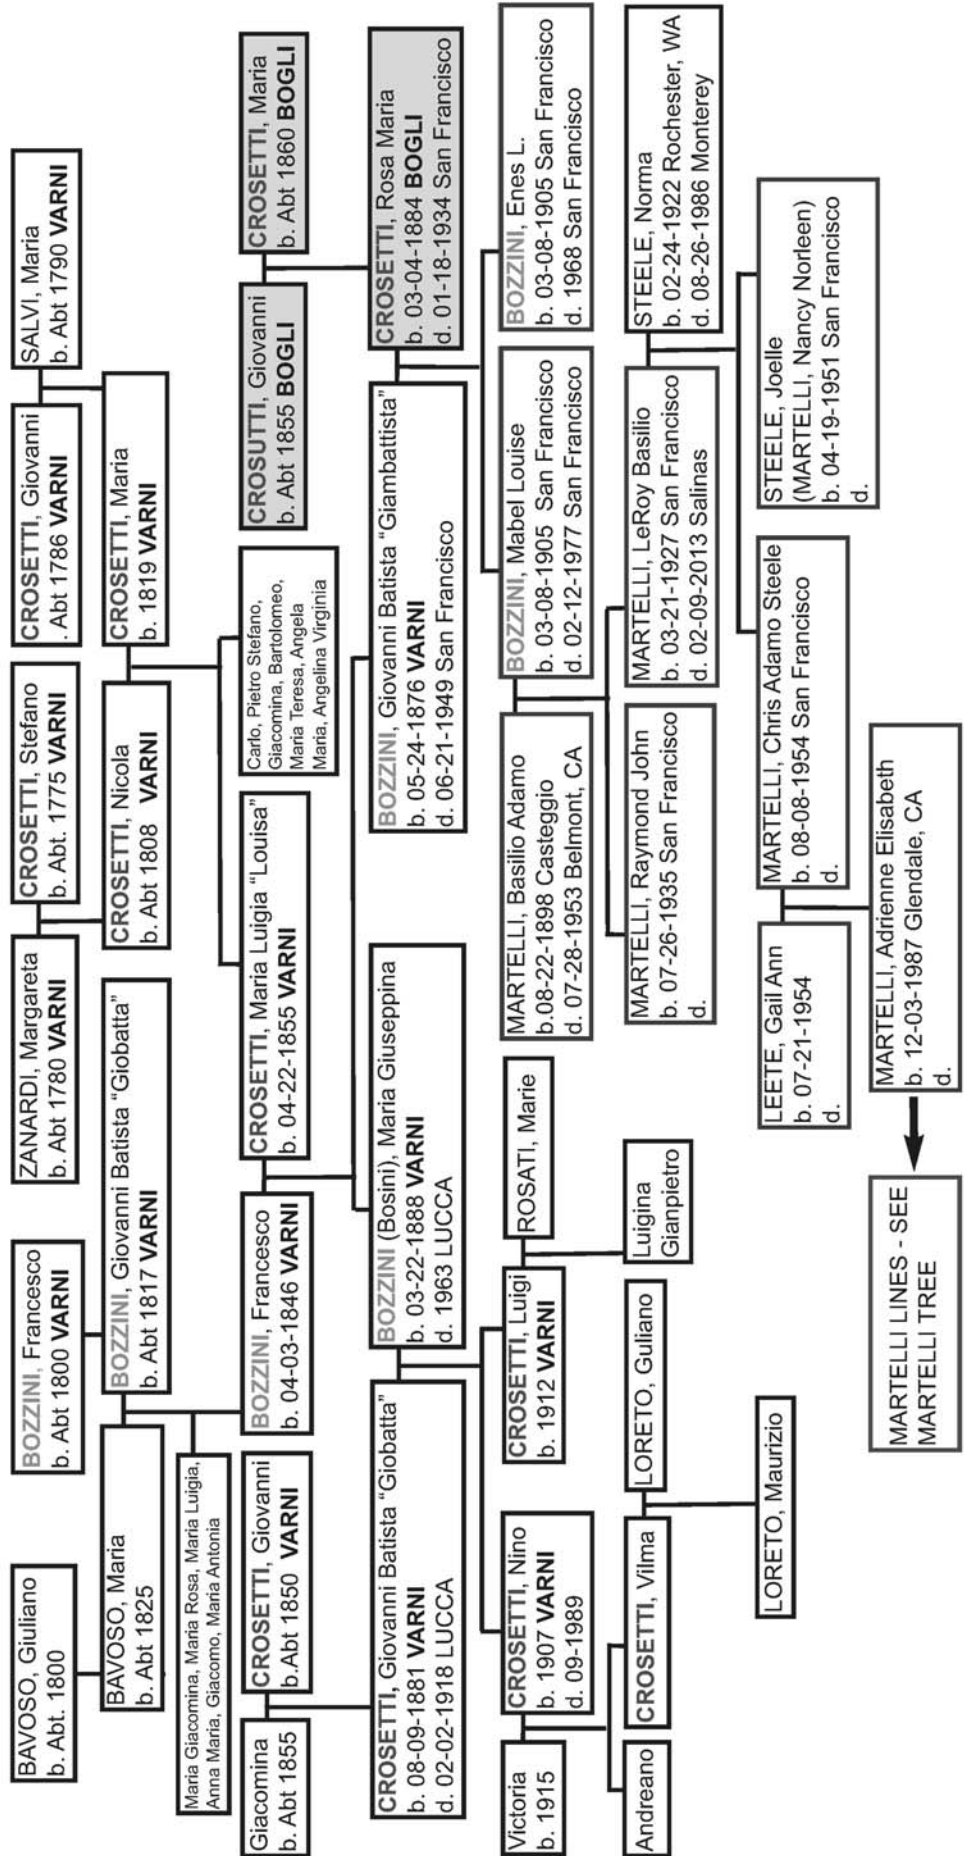 BAVOSO, Giuliano
b. Abt. 1800
BOZZINI, Francesco
b. Abt 1800 VARNI
ZANARDI, Margareta
b. Abt 1780 VARNI
CROSETTI, Stefano
b. Abt. 1775 VARNI
CROSETTI, Giovanni
. Abt 1786 VARNI
SALVI, Maria
b. Abt 1790 VARNI
BAVOSO, Maria
b. Abt 1825
BOZZINI, Giovanni Batista “Giobatta”
b. Abt 1817 VARNI
CROSETTI, Nicola
b. Abt 1808 VARNI
CROSETTI, Maria
b. 1819 VARNI
Maria Giacomina, Maria Rosa, Maria Luigia,
Anna Maria, Giacomo, Maria Antonia
Giacomina
b. Abt 1855
CROSETTI, Giovanni
b.Abt 1850 VARNI
BOZZINI, Francesco
b. 04-03-1846 VARNI
CROSETTI, Maria Luigia “Louisa”
b. 04-22-1855 VARNI
Carlo, Pietro Stefano,
Giacomina, Bartolomeo,
Maria Teresa, Angela
Maria, Angelina Virginia
CROSUTTI, Giovanni
b. Abt 1855 BOGLI
CROSETTI, Maria
b. Abt 1860 BOGLI
CROSETTI, Giovanni Batista “Giobatta”
b. 08-09-1881 VARNI
d. 02-02-1918 LUCCA
BOZZINI (Bosini), Maria Giuseppina
b. 03-22-1888 VARNI
d. 1963 LUCCA
BOZZINI, Giovanni Batista “Giambattista”
b. 05-24-1876 VARNI
d. 06-21-1949 San Francisco
CROSETTI, Rosa Maria
b. 03-04-1884 BOGLI
d. 01-18-1934 San Francisco
Victoria
b. 1915
CROSETTI, Nino
b. 1907 VARNI
d. 09-1989
CROSETTI, Luigi
b. 1912 VARNI
ROSATI, Marie
MARTELLI, Basilio Adamo
b.08-22-1898 Casteggio
d. 07-28-1953 Belmont, CA
BOZZINI, Mabel Louise
b. 03-08-1905 San Francisco
d. 02-12-1977 San Francisco
BOZZINI, Enes L.
b. 03-08-1905 San Francisco
d. 1968 San Francisco
Andreano
CROSETTI, Vilma
LORETO, Guliano
Luigina
Gianpietro
MARTELLI, Raymond John
b. 07-26-1935 San Francisco
d.
MARTELLI, LeRoy Basilio
b. 03-21-1927 San Francisco
d. 02-09-2013 Salinas
STEELE, Norma
b. 02-24-1922 Rochester, WA
d. 08-26-1986 Monterey
LORETO, Maurizio
LEETE, Gail Ann
b. 07-21-1954
d.
MARTELLI, Chris Adamo Steele
b. 08-08-1954 San Francisco
d.
STEELE, Joelle
(MARTELLI, Nancy Norleen)
b. 04-19-1951 San Francisco
d.
MARTELLI LINES - SEE
MARTELLI TREE
MARTELLI, Adrienne Elisabeth
b. 12-03-1987 Glendale, CA
d.